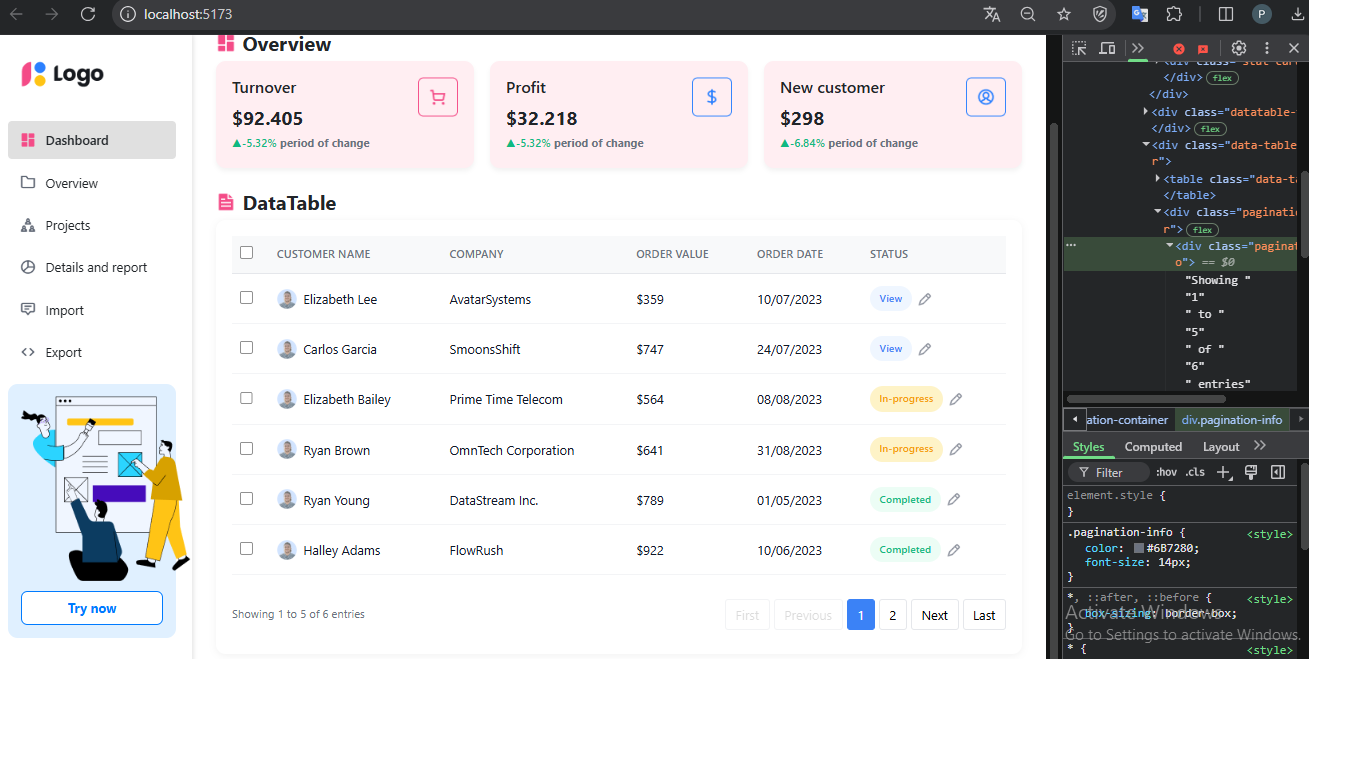 localhost:5173
P
Logo
Dashboard
Overview
Projects
Details and report
Import
Export
Try now
Overview
Turnover
$92.405
▲-5.32% period of change
Profit
$32.218
▲-5.32% period of change
New customer
$298
▲-6.84% period of change
DataTable
CUSTOMER NAME COMPANY ORDER VALUE ORDER DATE STATUS
Elizabeth Lee AvatarSystems $359 10/07/2023 View
Carlos Garcia SmoonsShift $747 24/07/2023 View
Elizabeth Bailey Prime Time Telecom $564 08/08/2023 In-progress
Ryan Brown OmnTech Corporation $641 31/08/2023 In-progress
Ryan Young DataStream Inc. $789 01/05/2023 Completed
Halley Adams FlowRush $922 10/06/2023 Completed
Showing 1 to 5 of 6 entries
First Previous 1 2 Next Last
</div> flex
</div>
<div class="datatable-
</div> flex
<div class="data-table
r">
<table class="data-ta
</table>
<div class="paginatio
r"> flex
<div class="paginat
o"> == $0
"Showing "
"1"
" to "
"5"
" of "
"6"
" entries"
ation-container div.pagination-info
Styles Computed Layout
Filter :hov .cls
element.style {
}
.pagination-info { <style>
color: #6B7280;
font-size: 14px;
}
*, ::after, ::before { <style>
box-sizing: border-box;
}
* { <style>
Activate Windows
Go to Settings to activate Windows.